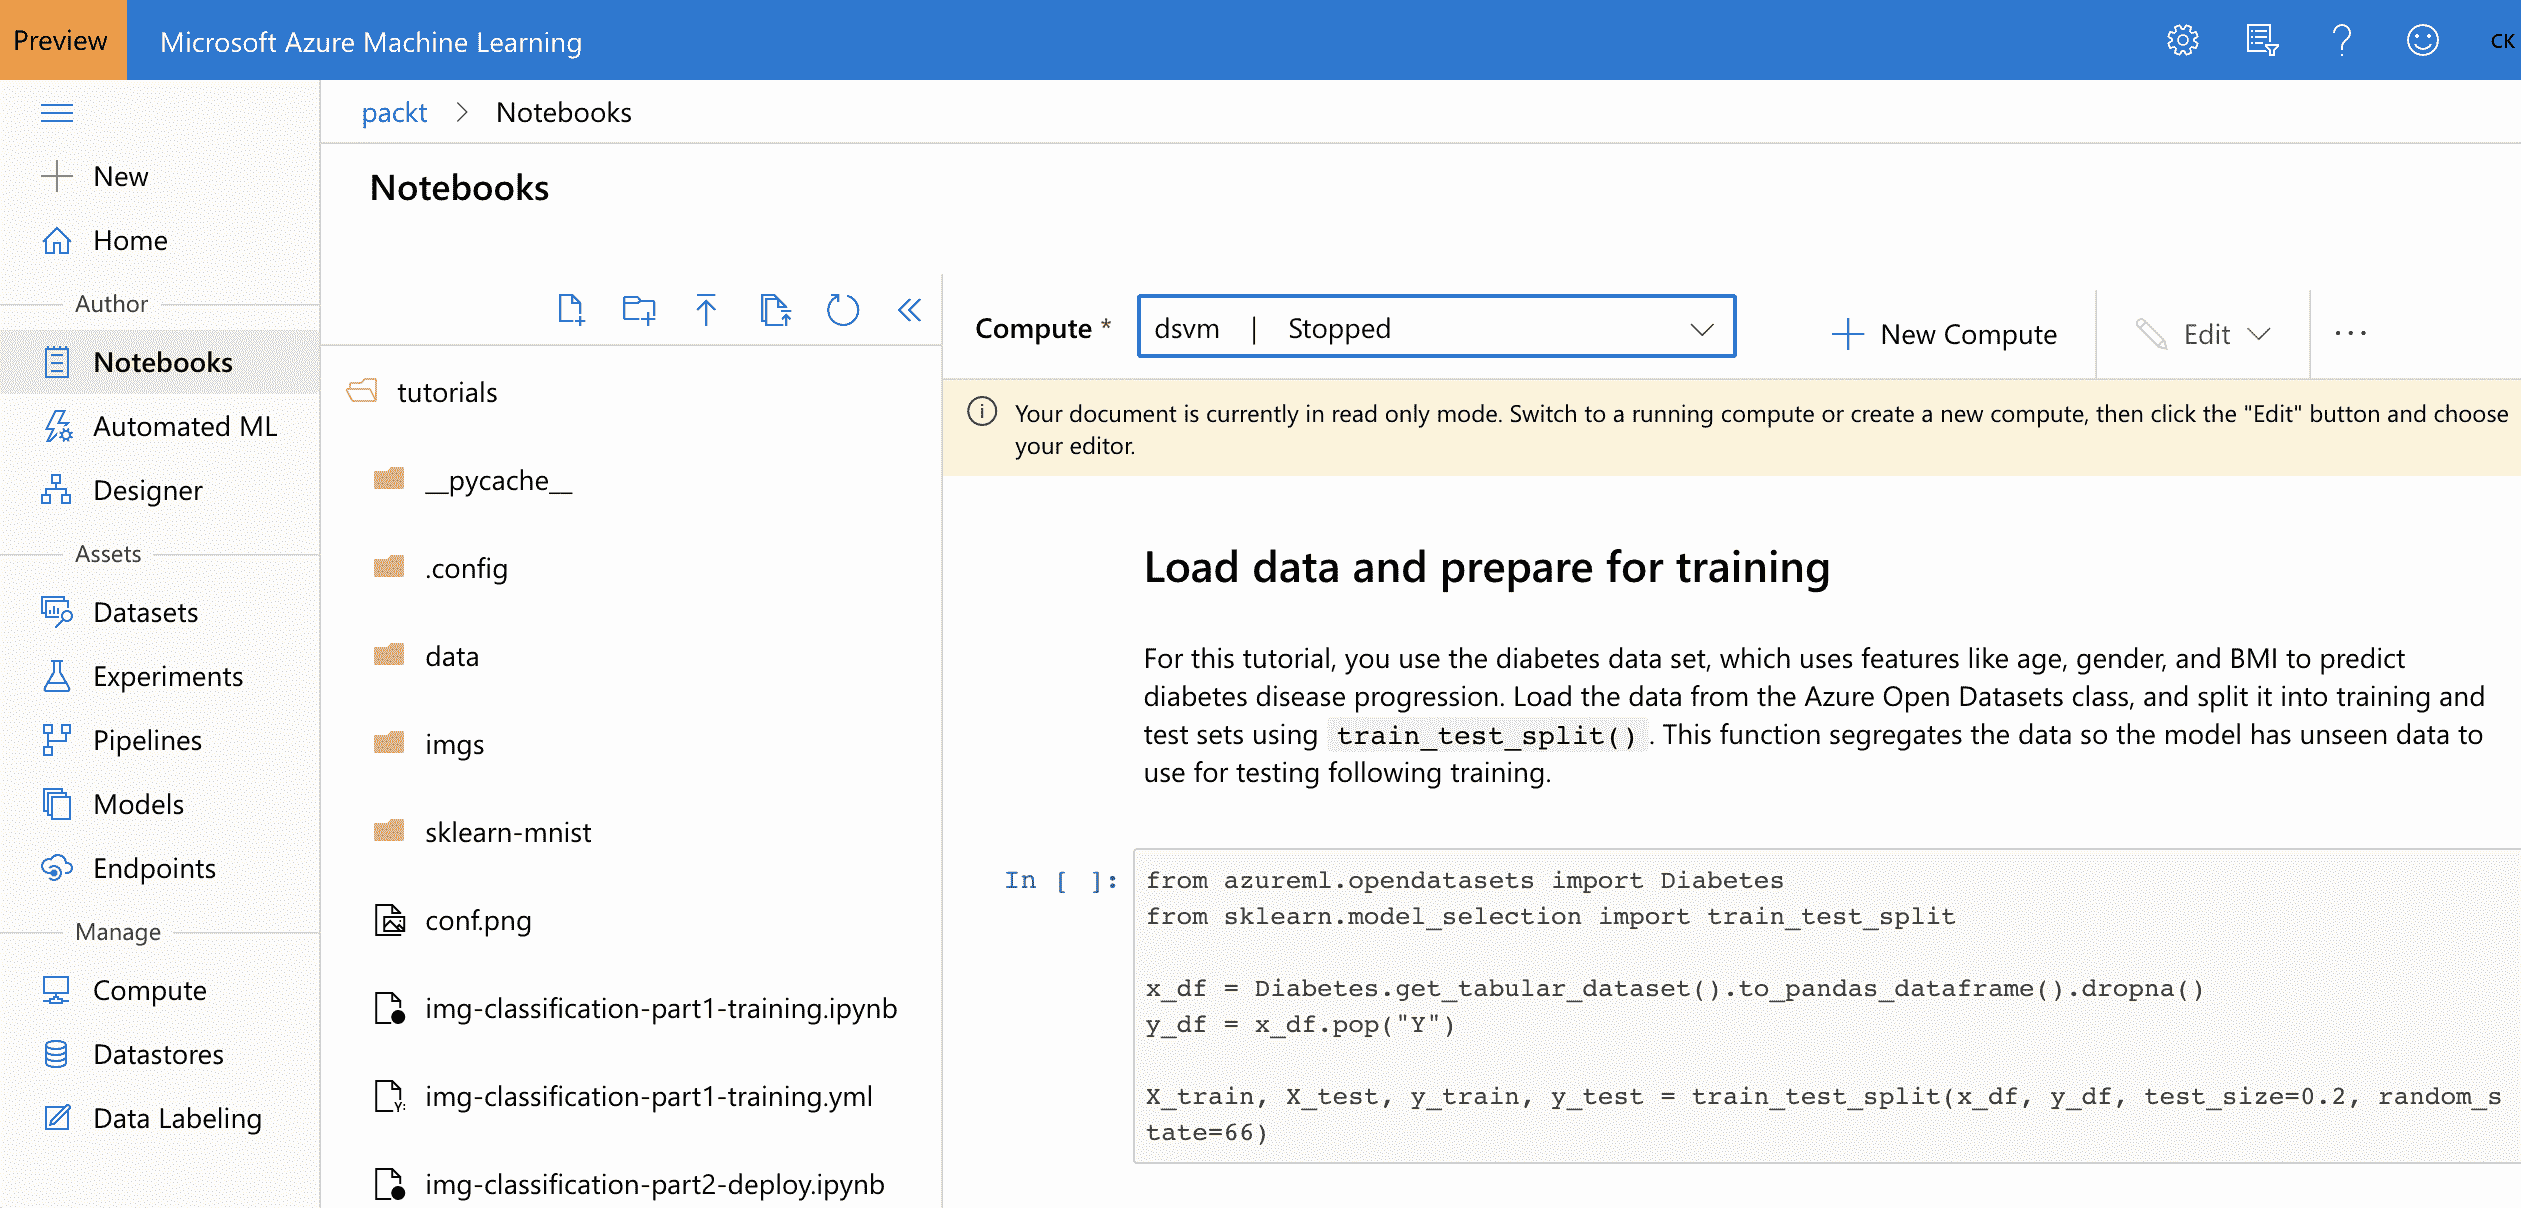 Preview
Microsoft Azure Machine Learning
CK
packt > Notebooks
New
Home
Author
Notebooks
Automated ML
Designer
Assets
Datasets
Experiments
Pipelines
Models
Endpoints
Manage
Compute
Datastores
Data Labeling
Notebooks
tutorials
__pycache__
.config
data
imgs
sklearn-mnist
conf.png
img-classification-part1-training.ipynb
img-classification-part1-training.yml
img-classification-part2-deploy.ipynb
Compute * dsvm | Stopped
New Compute
Edit
...
Your document is currently in read only mode. Switch to a running compute or create a new compute, then click the "Edit" button and choose
your editor.
Load data and prepare for training
For this tutorial, you use the diabetes data set, which uses features like age, gender, and BMI to predict
diabetes disease progression. Load the data from the Azure Open Datasets class, and split it into training and
test sets using train_test_split() . This function segregates the data so the model has unseen data to
use for testing following training.
In [ ]:
from azureml.opendatasets import Diabetes
from sklearn.model_selection import train_test_split
x_df = Diabetes.get_tabular_dataset().to_pandas_dataframe().dropna()
y_df = x_df.pop("Y")
X_train, X_test, y_train, y_test = train_test_split(x_df, y_df, test_size=0.2, random_s
tate=66)